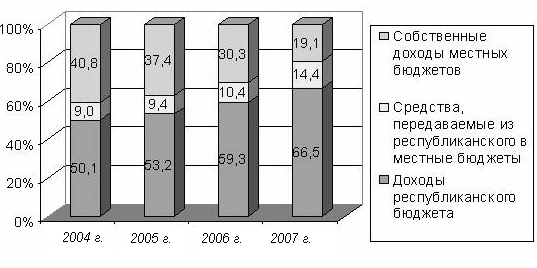 100%
80%
60%
40%
20%
0%
40,8
37,4
30,3
19,1
9,0
9,4
10,4
14,4
50,1
53,2
59,3
66,5
2004 г.
2005 г.
2006 г.
2007 г.
Собственные
доходы местных
бюджетов
Средства,
передаваемые из
республиканского в
местные бюджеты
Доходы
республиканского
бюджета